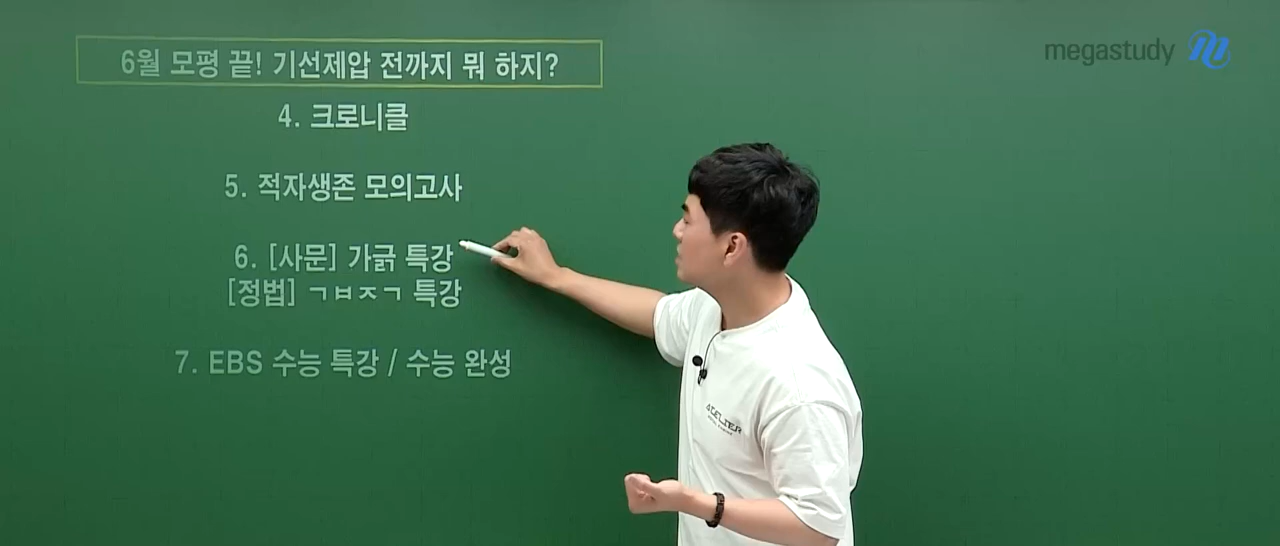 6월 모평 끝! 기선제압 전까지 뭐 하지?
megastudy
4. 크로니클
5. 적자생존 모의고사
6. [사문] 가긁 특강
[정법] ㄱㅂㅈㄱ 특강
7. EBS 수능 특강 / 수능 완성
ATELIER